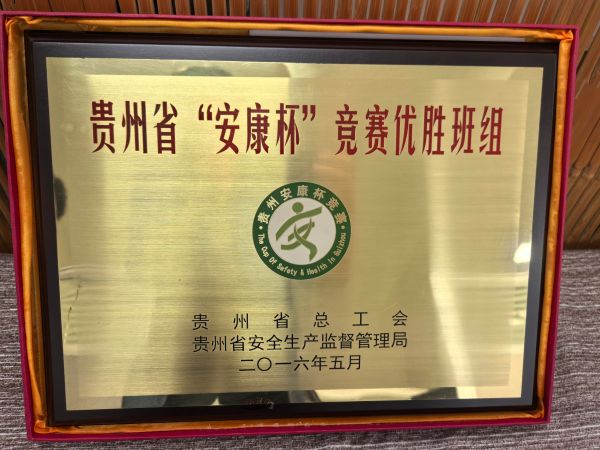 贵州省“安康杯”竞赛优胜班组
·贵州安康杯竞赛·
The Cup Of Safety & Health In Guizhou
贵州省总工会
贵州省安全生产监督管理局
二〇一六年五月